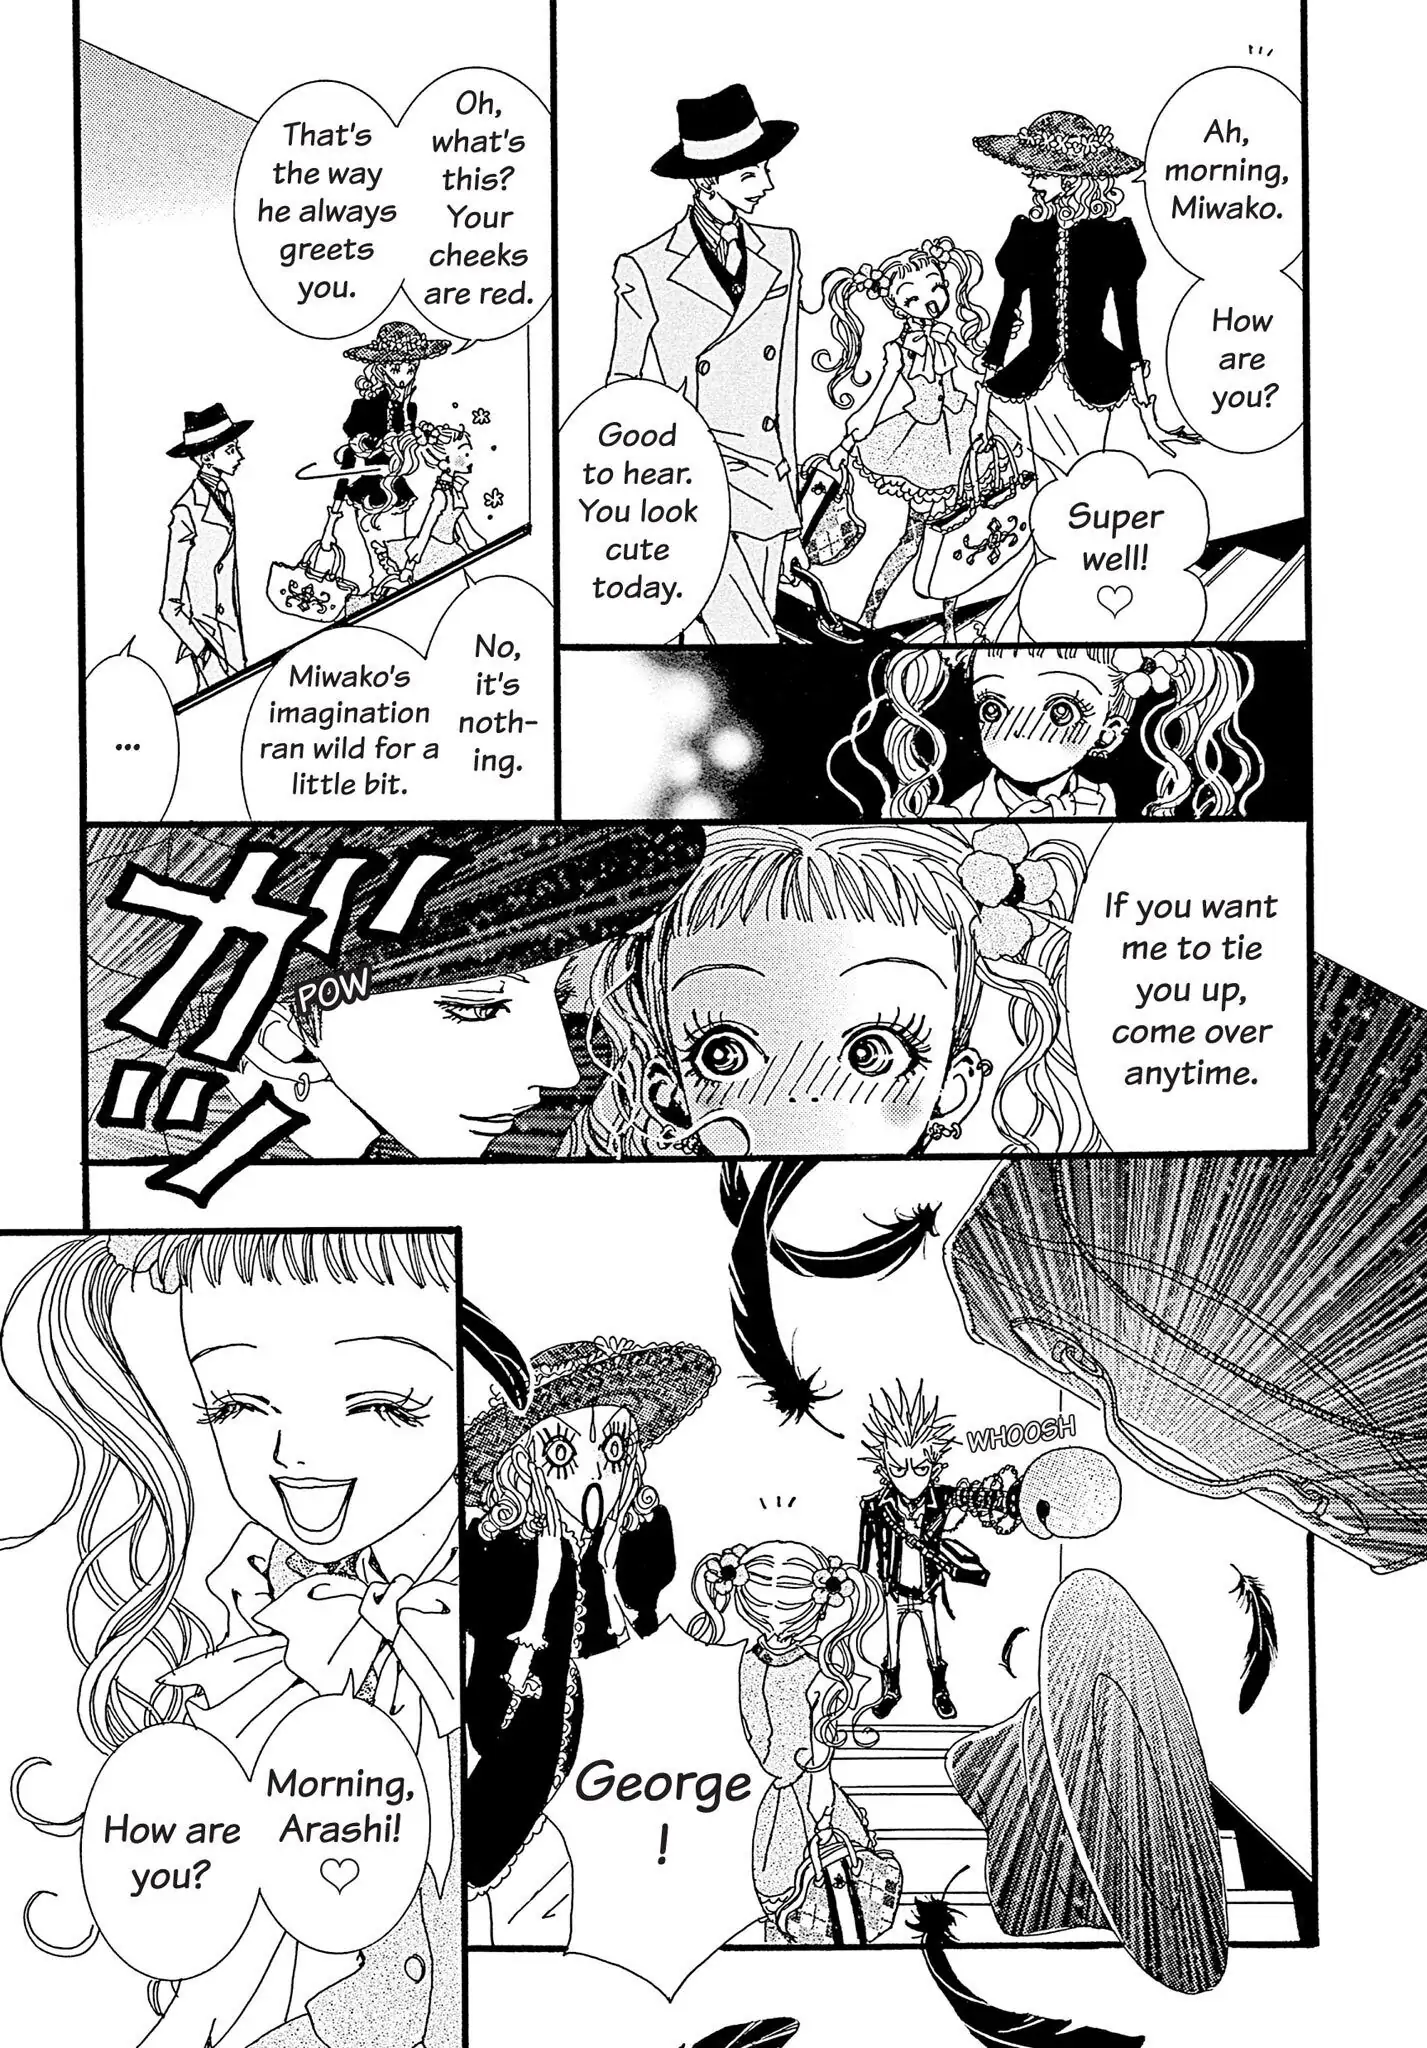 Ah,
morning,
Miwako.
How
are
you?
Super
well!
♡
Good
to hear.
You look
cute
today.
Oh,
what's
this?
Your
cheeks
are red.
That's
the way
he always
greets
you.
No,
it's
noth-
ing.
Miwako's
imagination
ran wild for a
little bit.
...
If you want
me to tie
you up,
come over
anytime.
ガガッ
POW
WHOOSH
George
!
Morning,
Arashi!
♡
How are
you?